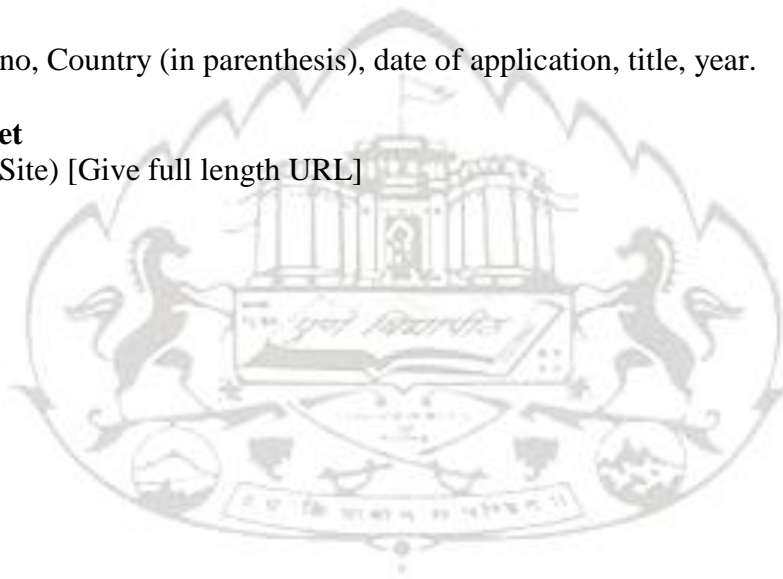 no, Country (in parenthesis), date of application, title, year.
et
Site) [Give full length URL]